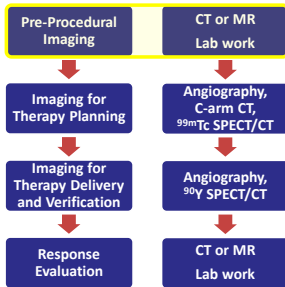 Pre-Procedural
Imaging
CT or MR
Lab work
Imaging for
Therapy Planning
Angiography,
C-arm CT,
⁹⁹ᵐTc SPECT/CT
Imaging for
Therapy Delivery
and Verification
Angiography,
⁹⁰Y SPECT/CT
Response
Evaluation
CT or MR
Lab work